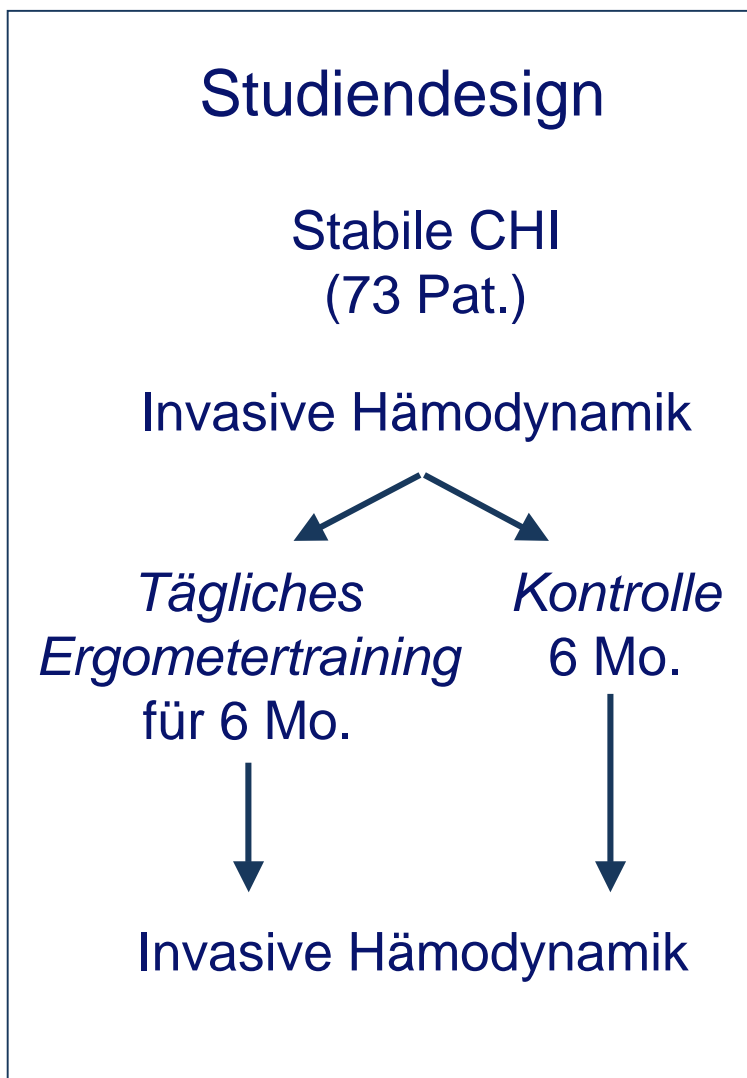 Studiendesign
Stabile CHI
(73 Pat.)
Invasive Hämodynamik
Tägliches
Ergometertraining
für 6 Mo.
Kontrolle
6 Mo.
Invasive Hämodynamik